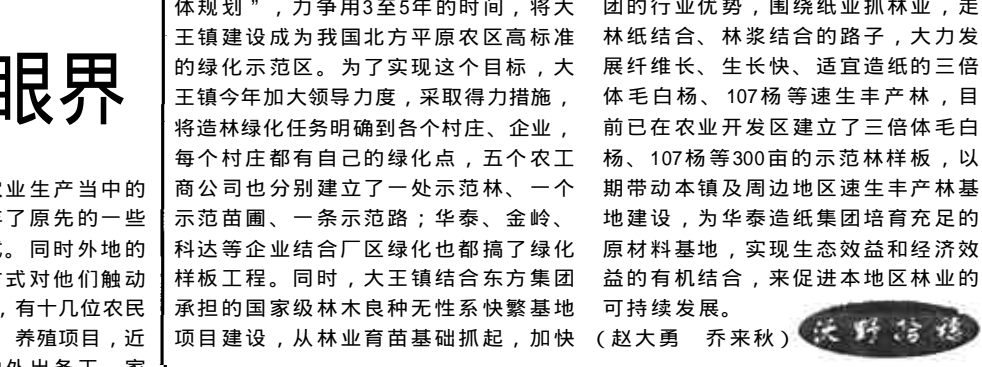 眼界
业生产当中的
了原先的一些
。同时外地的
式对他们触动
，有十几位农民
养殖项目，近
体规划”，力争用3至5年的时间，将大
王镇建设成为我国北方平原农区高标准
的绿化示范区。为了实现这个目标，大
王镇今年加大领导力度，采取得力措施，
将造林绿化任务明确到各个村庄、企业，
每个村庄都有自己的绿化点，五个农工
商公司也分别建立了一处示范林、一个
示范苗圃、一条示范路；华泰、金岭、
科达等企业结合厂区绿化也都搞了绿化
样板工程。同时，大王镇结合东方集团
承担的国家级林木良种无性系快繁基地
项目建设，从林业育苗基础抓起，加快
团的行业优势，围绕纸业抓林业，走
林纸结合、林浆结合的路子，大力发
展纤维长、生长快、适宜造纸的三倍
体毛白杨、107杨等速生丰产林，目
前已在农业开发区建立了三倍体毛白
杨、107杨等300亩的示范林样板，以
期带动本镇及周边地区速生丰产林基
地建设，为华泰造纸集团培育充足的
原材料基地，实现生态效益和经济效
益的有机结合，来促进本地区林业的
可持续发展。
（赵大勇 乔来秋）